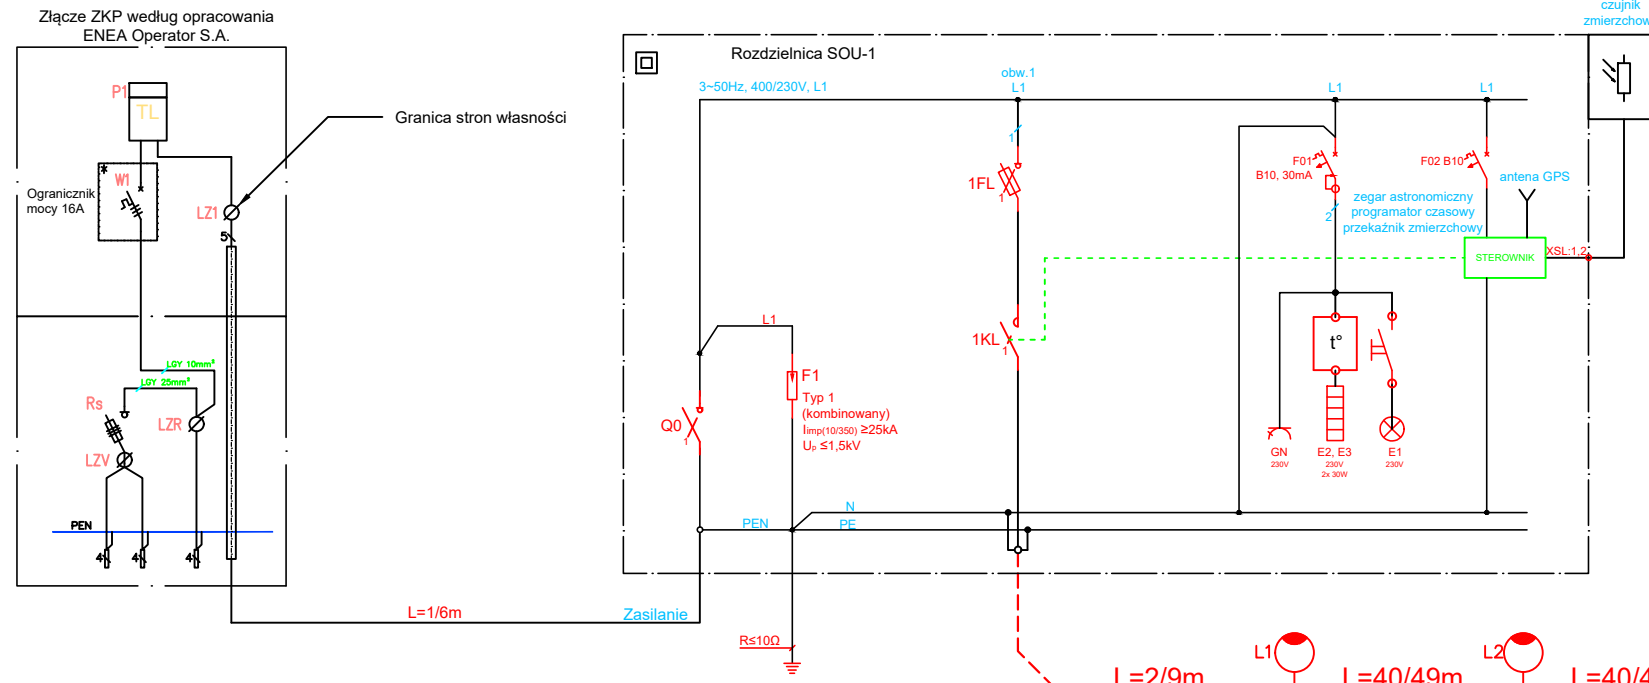 Złącze ZKP według opracowania
ENEA Operator S.A.
P1
TL
Granica stron własności
W1
Ogranicznik
mocy 16A
LZ1
5
LGY 10mm²
LGY 25mm²
Rs
LZR
LZV
PEN
4
4
4
L=1/6m
Zasilanie
Rozdzielnica SOU-1
3~50Hz, 400/230V, L1
obw.1
L1
L1
L1
1
1FL
1
F01
B10, 30mA
2
F02 B10
antena GPS
zegar astronomiczny
programator czasowy
przekaźnik zmierzchowy
STEROWNIK
XSL:1,2
L1
1KL
1
F1
Typ 1
(kombinowany)
Iimp(10/350) ≥25kA
Up ≤1,5kV
Q0
1
t°
GN
230V
E2, E3
230V
2x 30W
E1
230V
N
PEN
PE
R≤10Ω
czujnik
zmierzchow
L1
L2
L=2/9m
L=40/49m
L=40/4